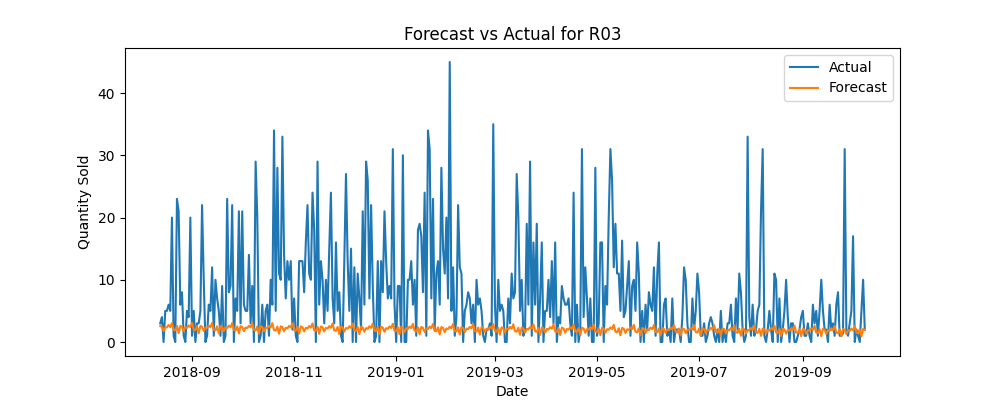 Forecast vs Actual for R03
Actual
Forecast
Quantity Sold
40
30
20
10
0
2018-09
2018-11
2019-01
2019-03
2019-05
2019-07
2019-09
Date